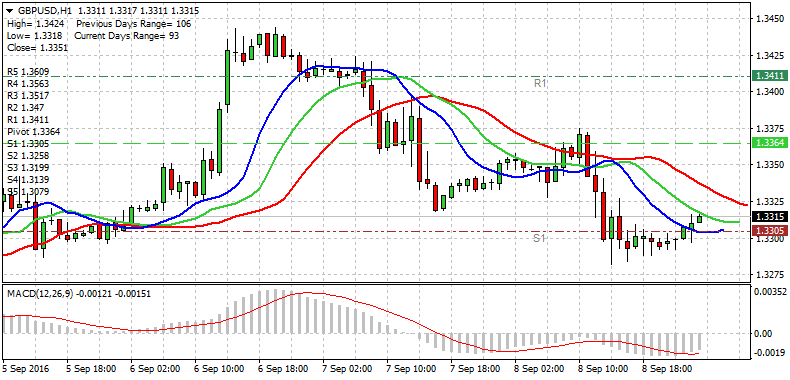 GBPUSD,H1 1.3311 1.3317 1.3311 1.3315
High= 1.3424 Previous Days Range= 106
Low= 1.3318 Current Days Range= 93
Close= 1.3351
R5 1.3609
R4 1.3563
R3 1.3517
R2 1.347
R1 1.3411
Pivot 1.3364
S1 1.3305
S2 1.3258
S3 1.3199
S4 1.3139
S5 1.3079
R1
S1
1.3450
1.3425
1.3411
1.3400
1.3375
1.3364
1.3350
1.3325
1.3315
1.3305
1.3300
1.3275
MACD(12,26,9) -0.00121 -0.00151
0.00352
0.00
-0.0019
5 Sep 2016 5 Sep 18:00 6 Sep 02:00 6 Sep 10:00 6 Sep 18:00 7 Sep 02:00 7 Sep 10:00 7 Sep 18:00 8 Sep 02:00 8 Sep 10:00 8 Sep 18:00